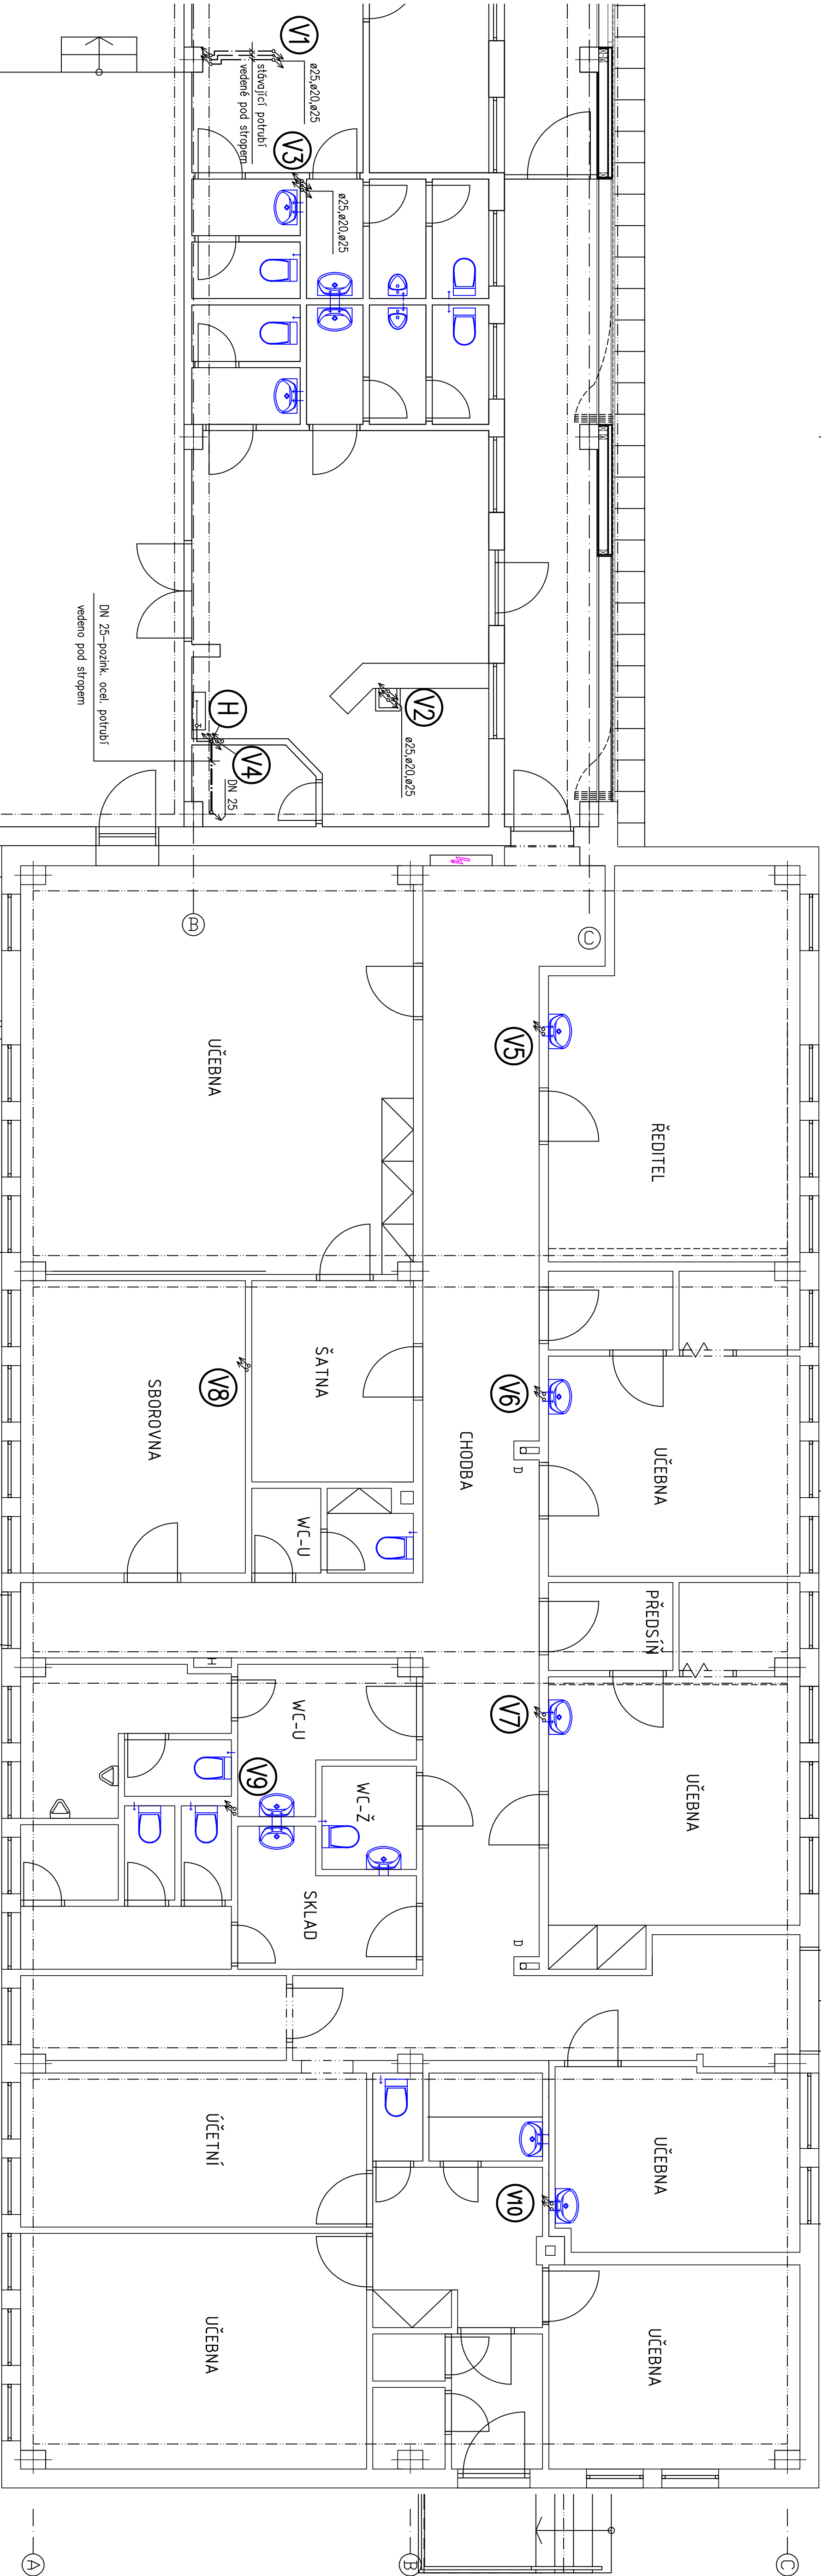 V1
ø25,ø20,ø25
stávající potrubí
vedené pod stropem
V3
ø25,ø20,ø25
V2
ø25,ø20,ø25
H
V4
DN 25
DN 25-pozink. ocel. potrubí
vedeno pod stropem
B
C
V5
ŘEDITEL
UČEBNA
V6
UČEBNA
D
CHODBA
ŠATNA
V8
SBOROVNA
WC-U
PŘEDSÍŇ
H
V7
UČEBNA
WC-U
V9
WC-Ž
SKLAD
D
ÚČETNÍ
UČEBNA
V10
UČEBNA
UČEBNA
A
B
C